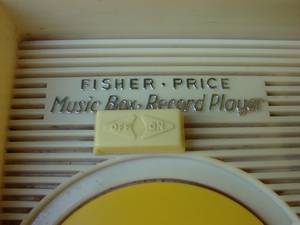 FISHER · PRICE
Music Box · Record Player
OFF ON